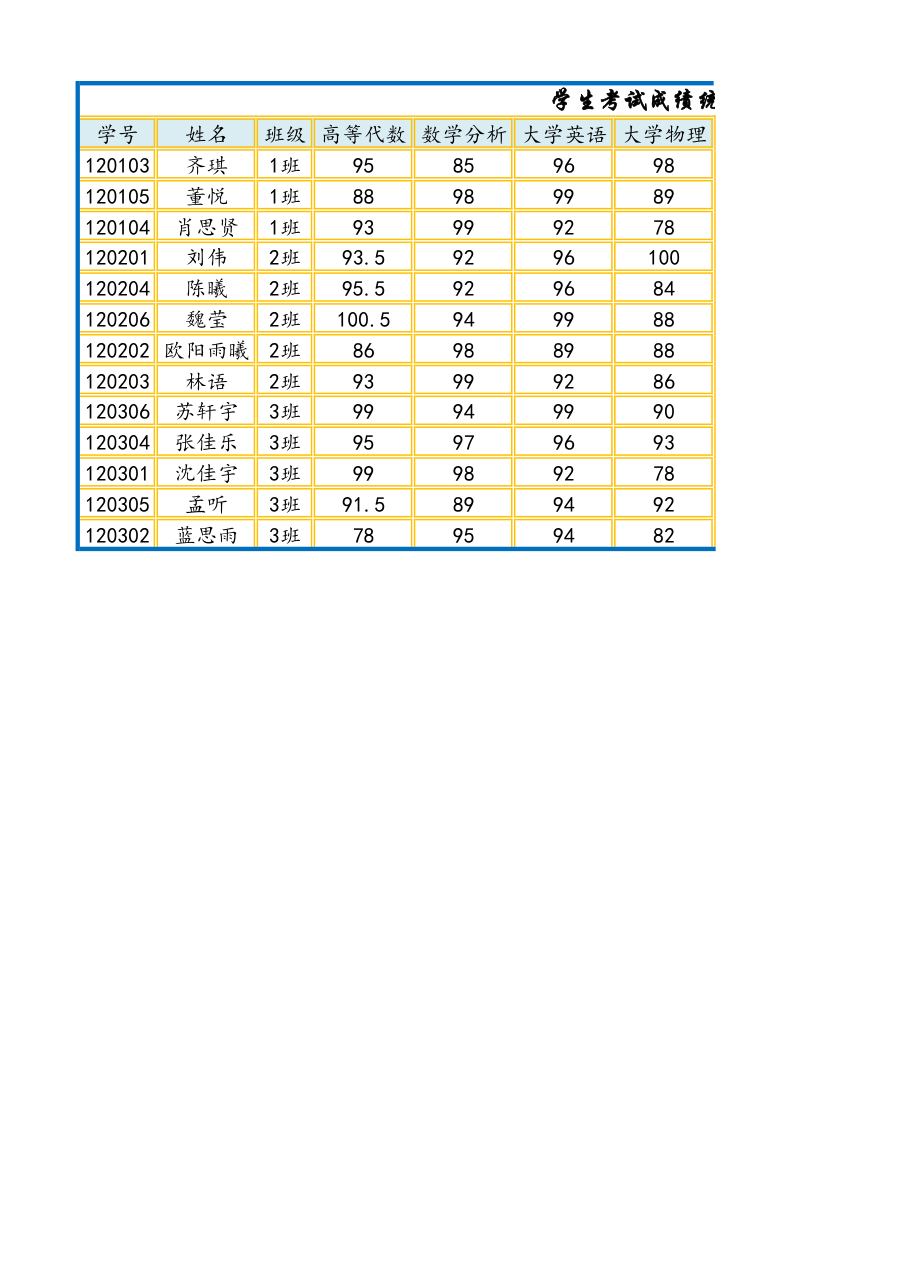 学生考试成绩统
学号 姓名 班级 高等代数 数学分析 大学英语 大学物理
120103 齐琪 1班 95 85 96 98
120105 董悦 1班 88 98 99 89
120104 肖思贤 1班 93 99 92 78
120201 刘伟 2班 93.5 92 96 100
120204 陈曦 2班 95.5 92 96 84
120206 魏莹 2班 100.5 94 99 88
120202 欧阳雨曦 2班 86 98 89 88
120203 林语 2班 93 99 92 86
120306 苏轩宇 3班 99 94 99 90
120304 张佳乐 3班 95 97 96 93
120301 沈佳宇 3班 99 98 92 78
120305 孟听 3班 91.5 89 94 92
120302 蓝思雨 3班 78 95 94 82